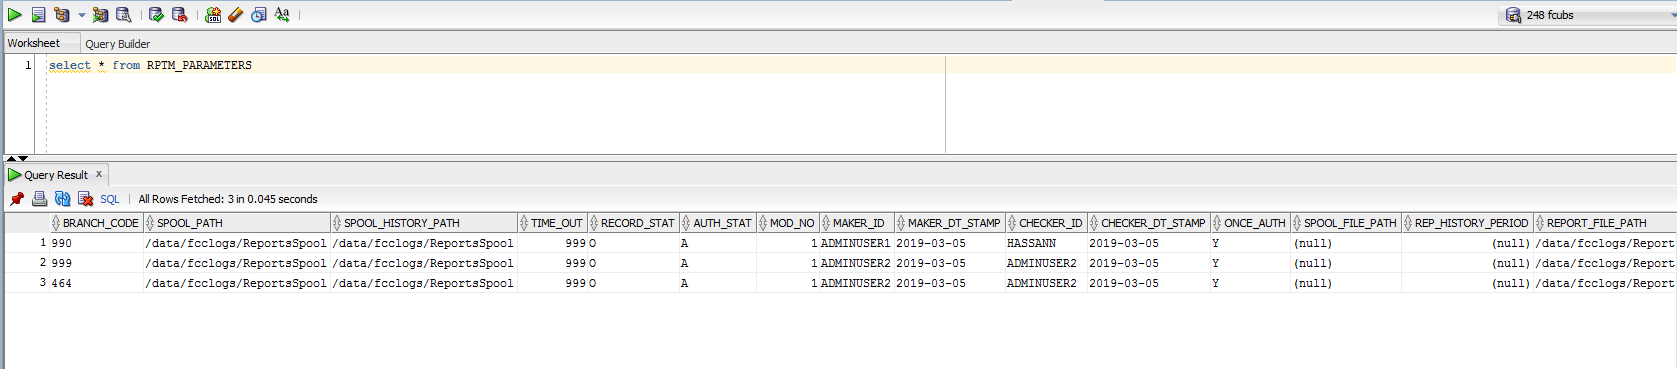 SQL Aa 248 fcubs
Worksheet Query Builder
1 select * from RPTM_PARAMETERS
Query Result x
SQL | All Rows Fetched: 3 in 0.045 seconds
BRANCH_CODE SPOOL_PATH SPOOL_HISTORY_PATH TIME_OUT RECORD_STAT AUTH_STAT MOD_NO MAKER_ID MAKER_DT_STAMP CHECKER_ID CHECKER_DT_STAMP ONCE_AUTH SPOOL_FILE_PATH REP_HISTORY_PERIOD REPORT_FILE_PATH
1 990 /data/fcclogs/ReportsSpool /data/fcclogs/ReportsSpool 999 O A 1 ADMINUSER1 2019-03-05 HASSANN 2019-03-05 Y (null) (null) /data/fcclogs/Report
2 999 /data/fcclogs/ReportsSpool /data/fcclogs/ReportsSpool 999 O A 1 ADMINUSER2 2019-03-05 ADMINUSER2 2019-03-05 Y (null) (null) /data/fcclogs/Report
3 464 /data/fcclogs/ReportsSpool /data/fcclogs/ReportsSpool 999 O A 1 ADMINUSER2 2019-03-05 ADMINUSER2 2019-03-05 Y (null) (null) /data/fcclogs/Report